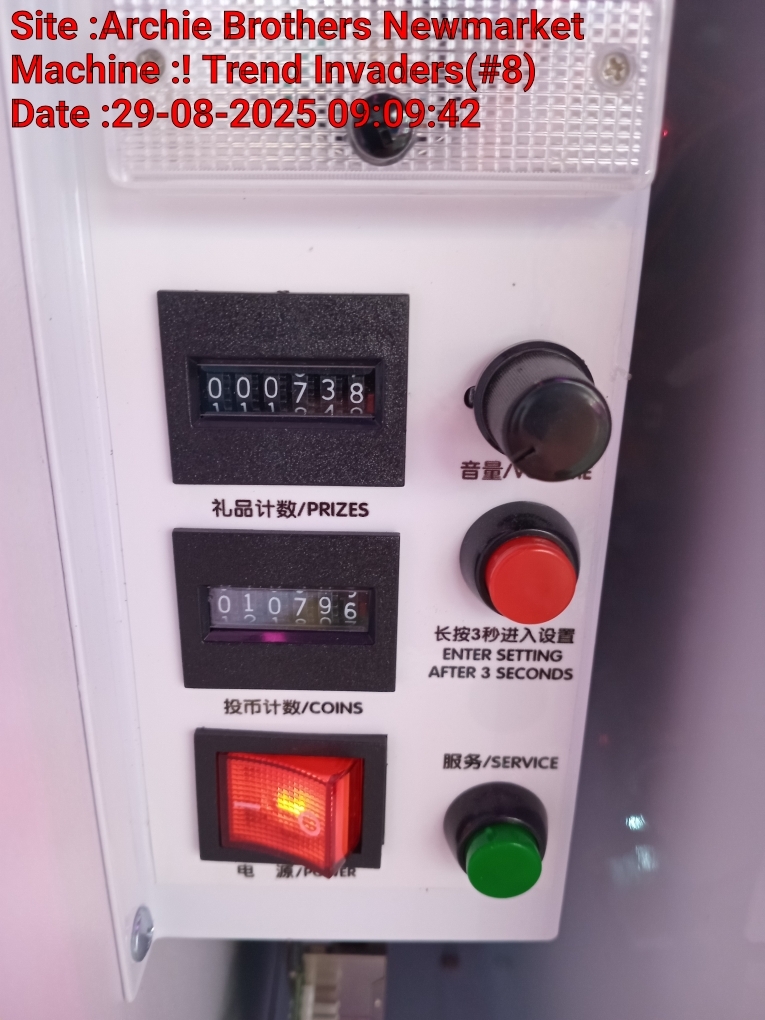 Site :Archie Brothers Newmarket
Machine :! Trend Invaders(#8)
Date :29-08-2025 09:09:42
000738
礼品计数/PRIZES
音量/
010796
长按3秒进入设置
ENTER SETTING
AFTER 3 SECONDS
投币计数/COINS
服务/SERVICE
电 源/POWER